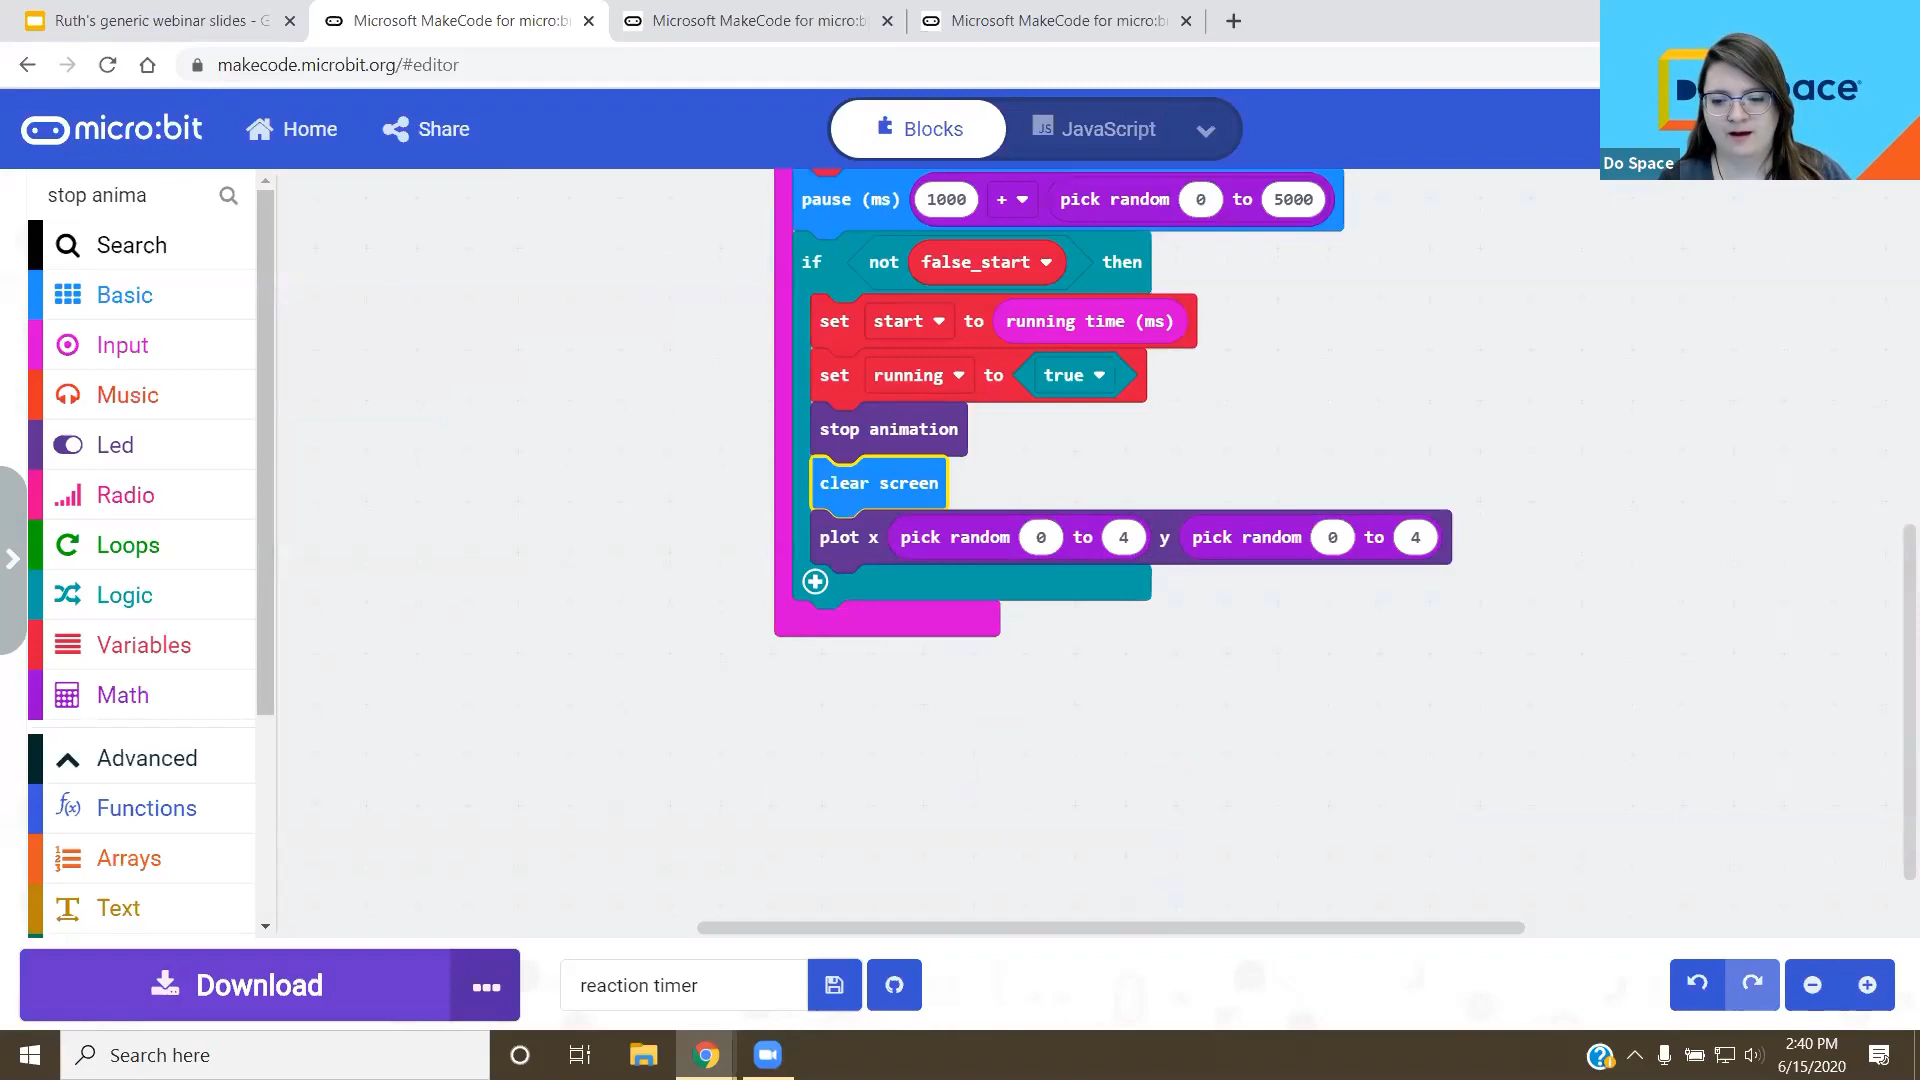 Ruth's generic webinar slides - G
Microsoft MakeCode for micro:b
Microsoft MakeCode for micro:b
Microsoft MakeCode for micro:b
makecode.microbit.org/#editor
Do Space
micro:bit
Home
Share
Blocks
JS JavaScript
Do Space
stop anima
Search
Basic
Input
Music
Led
Radio
Loops
Logic
Variables
Math
Advanced
f(x) Functions
Arrays
Text
pause (ms) 1000 + pick random 0 to 5000
if not false_start then
set start to running time (ms)
set running to true
stop animation
clear screen
plot x pick random 0 to 4 y pick random 0 to 4
Download
reaction timer
Search here
2:40 PM
6/15/2020